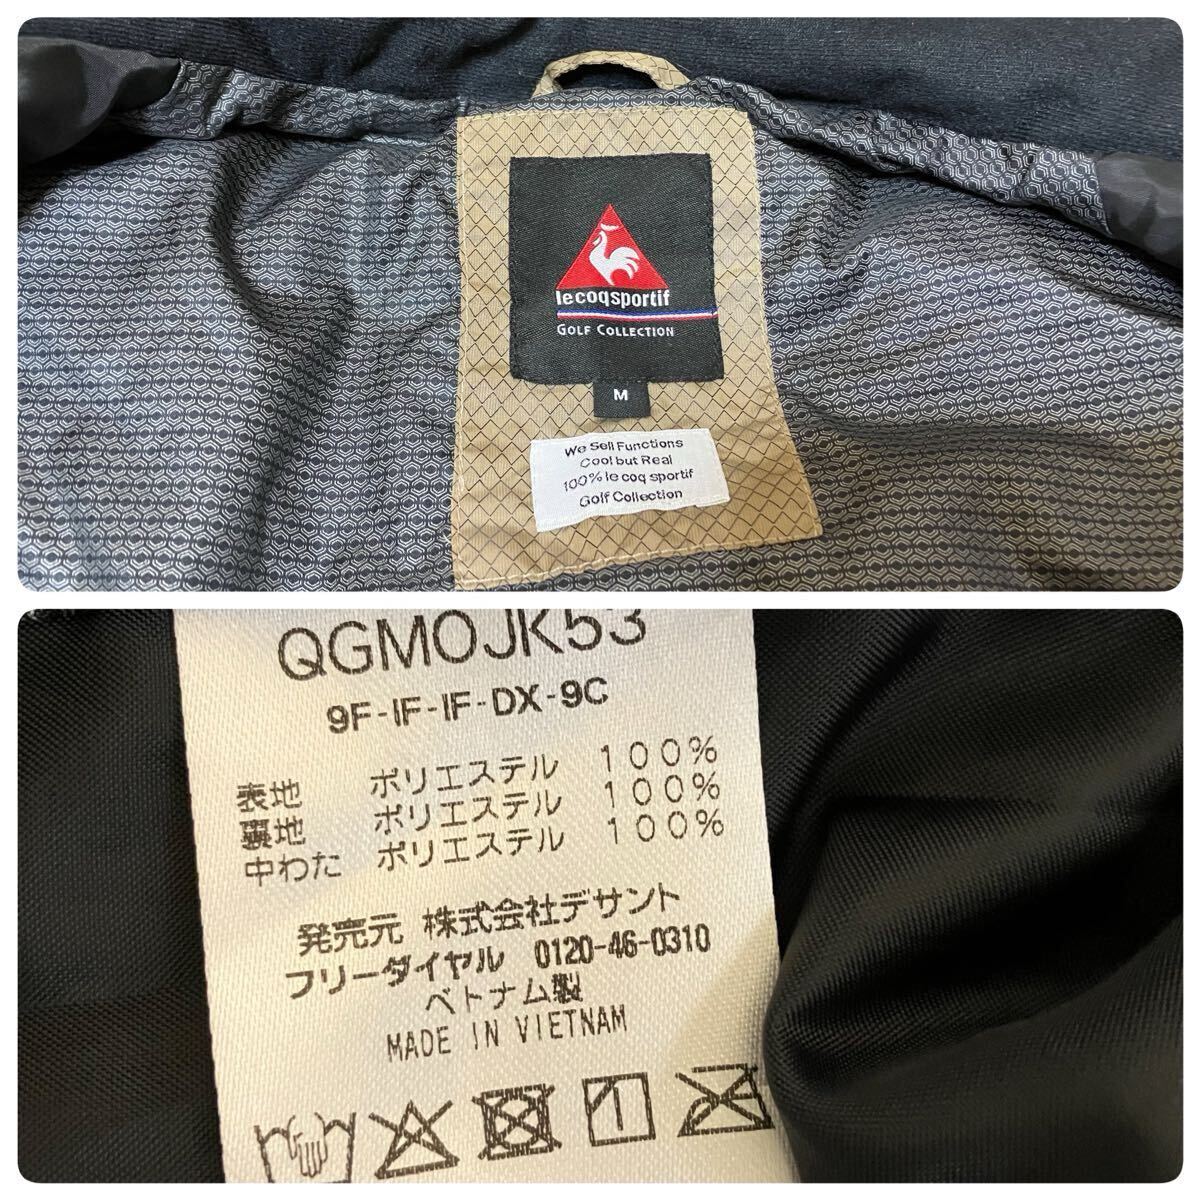 lecoqsportif
GOLF COLLECTION
M
We Sell Functions
Cool but Real
100% le coq sportif
Golf Collection
QGMOJK53
9F-IF-IF-DX-9C
表地 ポリエステル 100%
裏地 ポリエステル 100%
中わた ポリエステル 100%
発売元 株式会社デサント
フリーダイヤル 0120-46-0310
ベトナム製
MADE IN VIETNAM